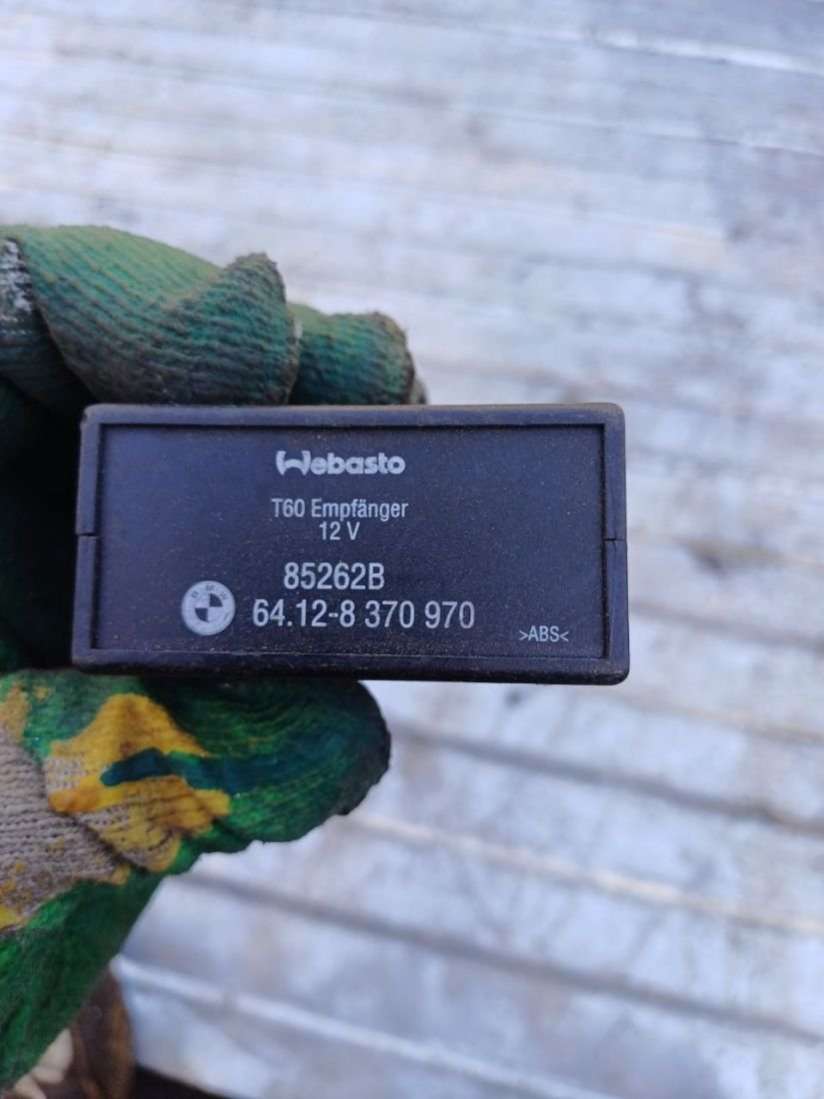 Webasto
T60 Empfänger
12 V
85262B
64.12-8 370 970
>ABS<